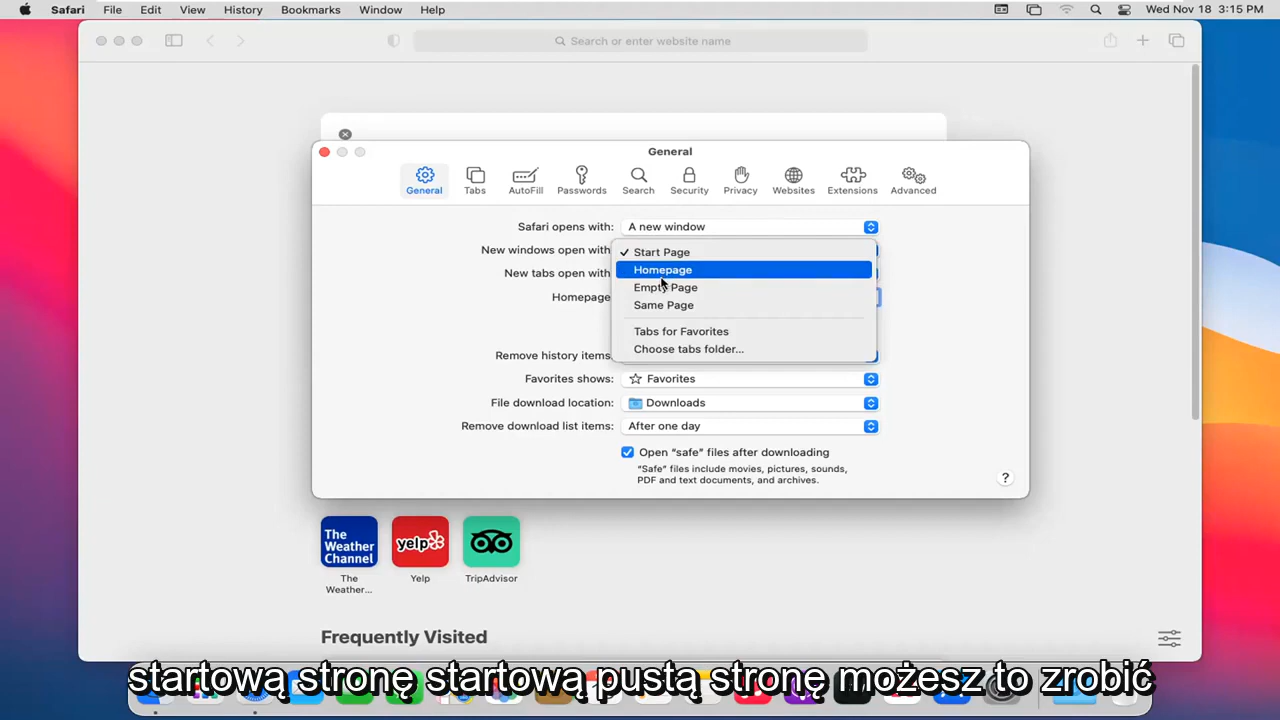 Safari File Edit View History Bookmarks Window Help Wed Nov 18 3:15 PM
Search or enter website name
General
General Tabs AutoFill Passwords Search Security Privacy Websites Extensions Advanced
Safari opens with: A new window
New windows open with
✓ Start Page
Homepage
New tabs open with
Empty Page
Homepage
Same Page
Tabs for Favorites
Choose tabs folder...
Remove history items:
Favorites shows: Favorites
File download location: Downloads
Remove download list items: After one day
Open “safe” files after downloading
“Safe” files include movies, pictures, sounds,
PDF and text documents, and archives.
?
The
Weather
Channel
yelp
The
Weather...
Yelp
TripAdvisor
Frequently Visited
startową stronę startową pustą stronę możesz to zrobić